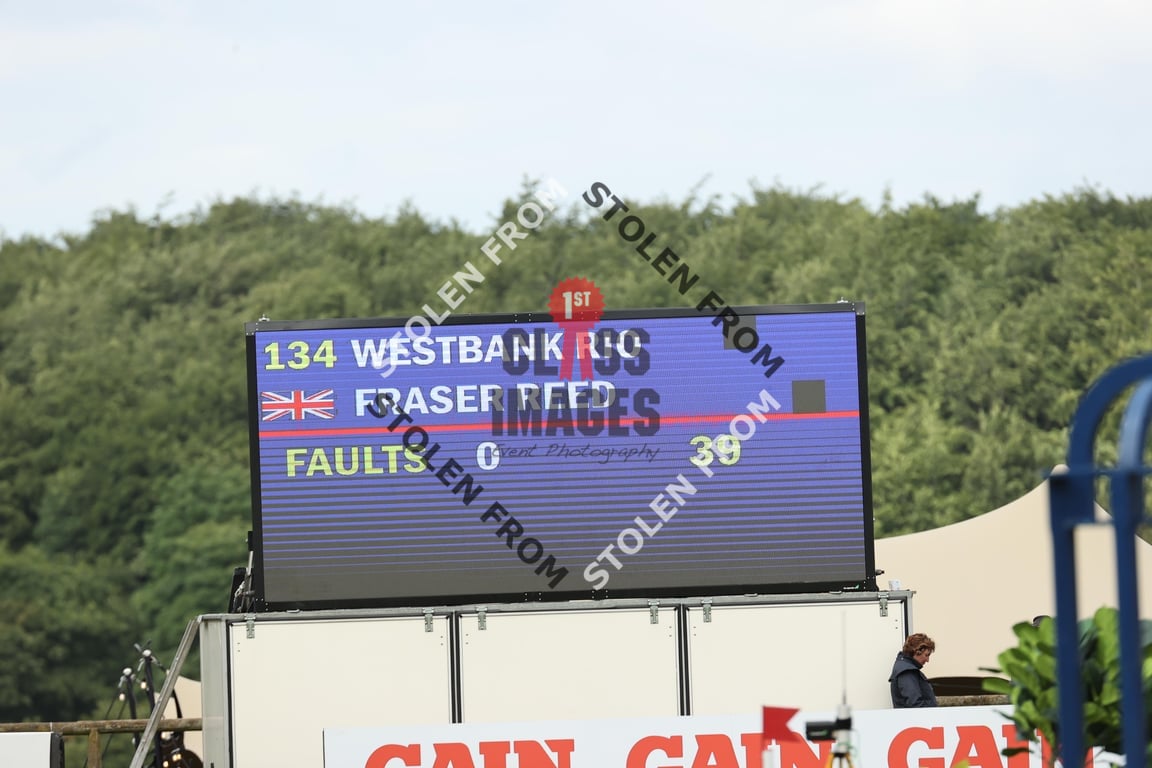 STOLEN FROM
STOLEN FROM
1ST
CLASS
IMAGES
Event Photography
134 WESTBANK
FRASER REED
FAULTS 0 39
STOLEN FROM
STOLEN FROM
GAIN GAIN GAIN